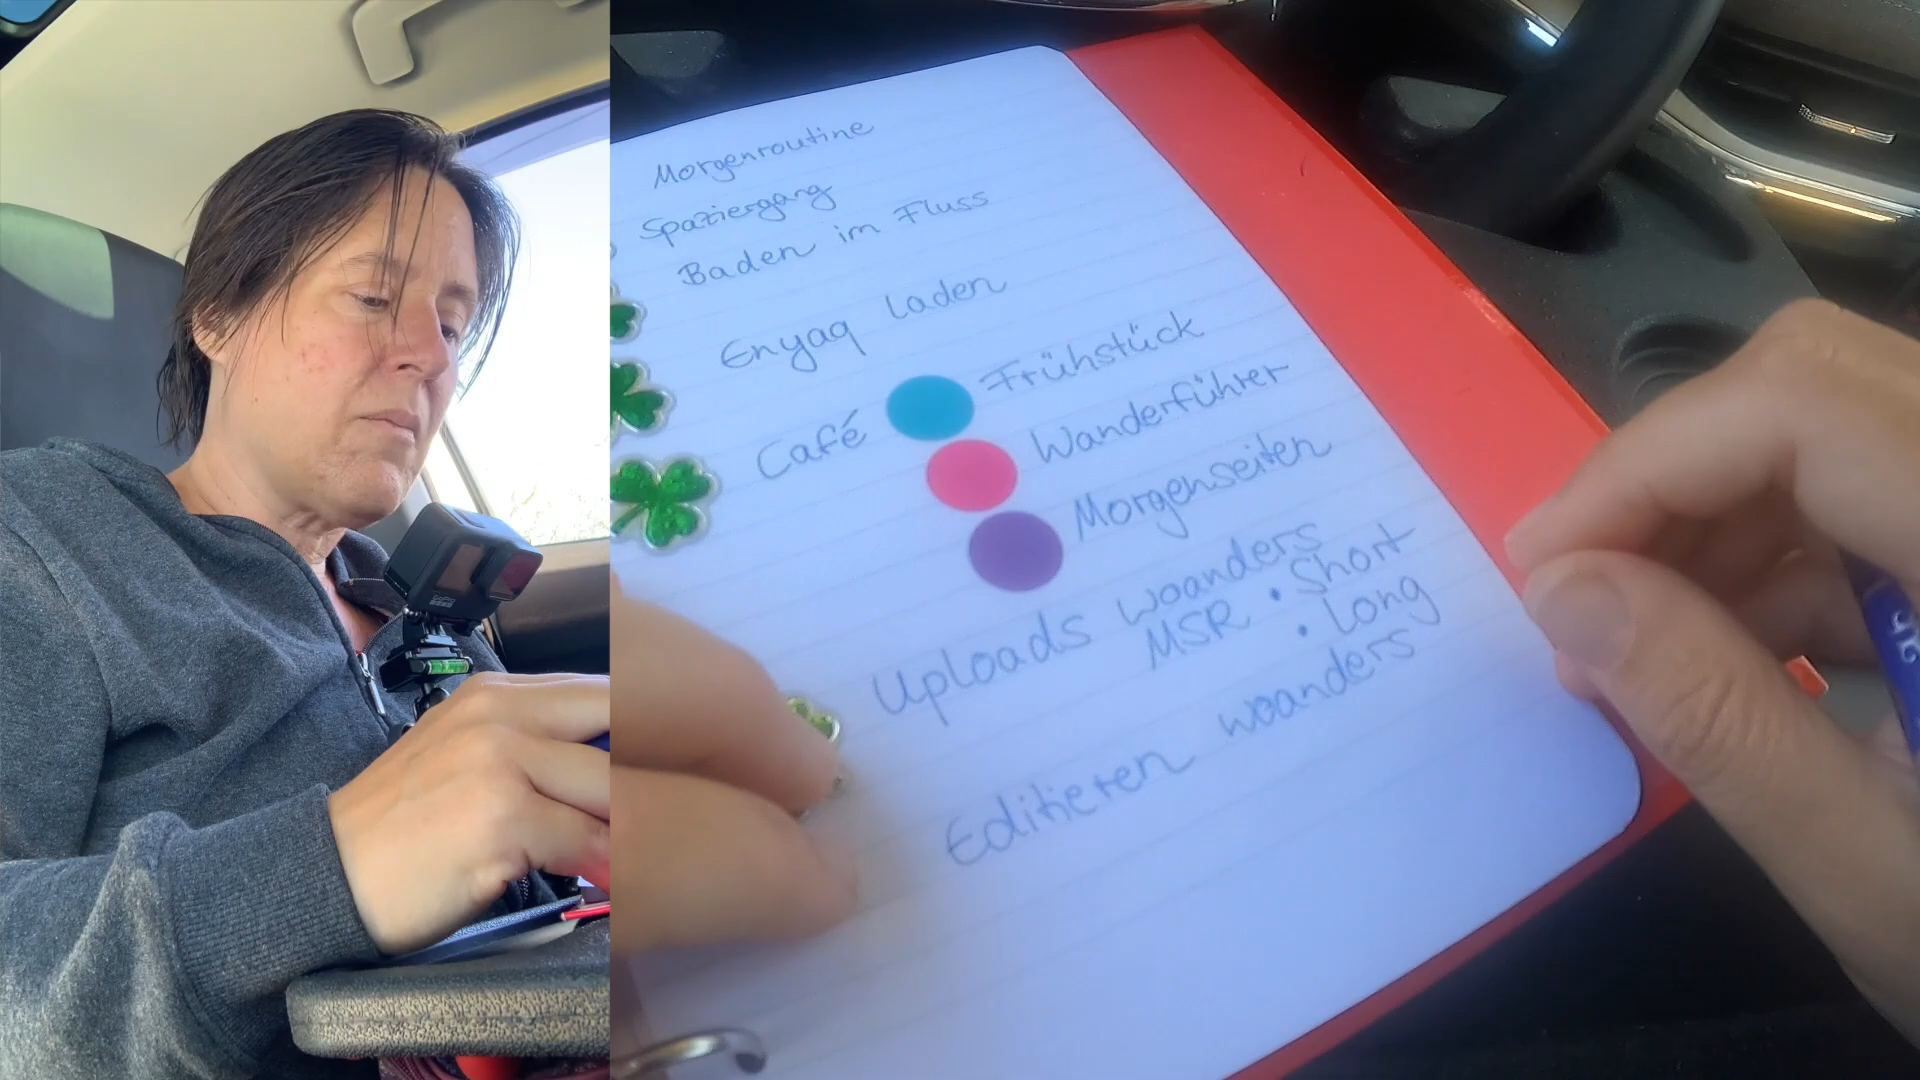 Morgenroutine
Spaziergang
Baden im Fluss
Enyaq laden
Café
Frühstück
Wanderführer
Morgenseiten
Uploads woanders
MSR • Short
• Long
Editieren woanders